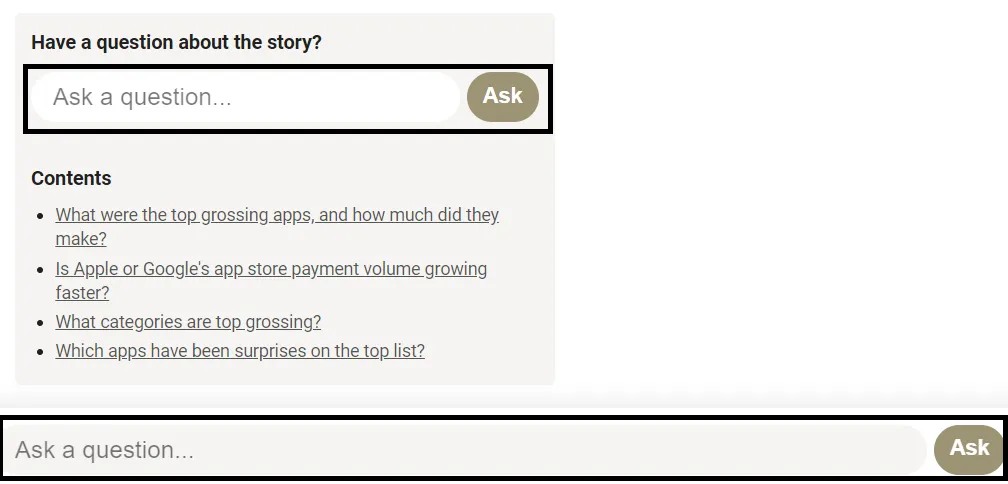 Have a question about the story?
Ask a question... Ask
Contents
What were the top grossing apps, and how much did they
make?
Is Apple or Google's app store payment volume growing
faster?
What categories are top grossing?
Which apps have been surprises on the top list?
Ask a question... Ask